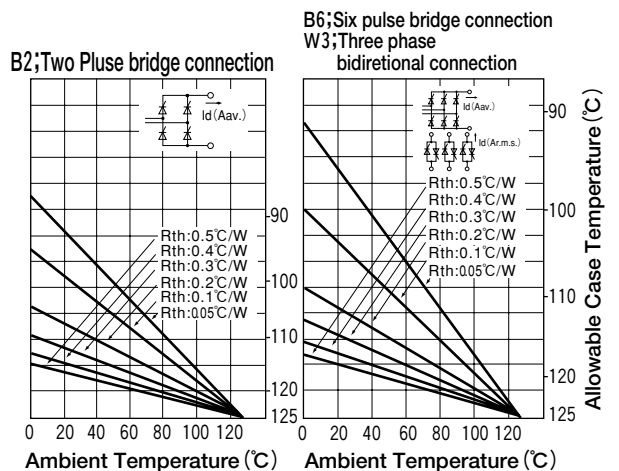 B2;Two Pluse bridge connection
Id(Aav.)
Rth:0.5℃/W
Rth:0.4℃/W
Rth:0.3℃/W
Rth:0.2℃/W
Rth:0.1℃/W
Rth:0.05℃/W
90
100
110
120
125
0 20 40 60 80 100 120
Ambient Temperature (℃)
B6;Six pulse bridge connection
W3;Three phase
bidiretional connection
Id(Aav.)
Id(Ar.m.s.)
Rth:0.5℃/W
Rth:0.4℃/W
Rth:0.3℃/W
Rth:0.2℃/W
Rth:0.1℃/W
Rth:0.05℃/W
90
100
110
120
125
Allowable Case Temperature (℃)
0 20 40 60 80 100 120
Ambient Temperature (℃)